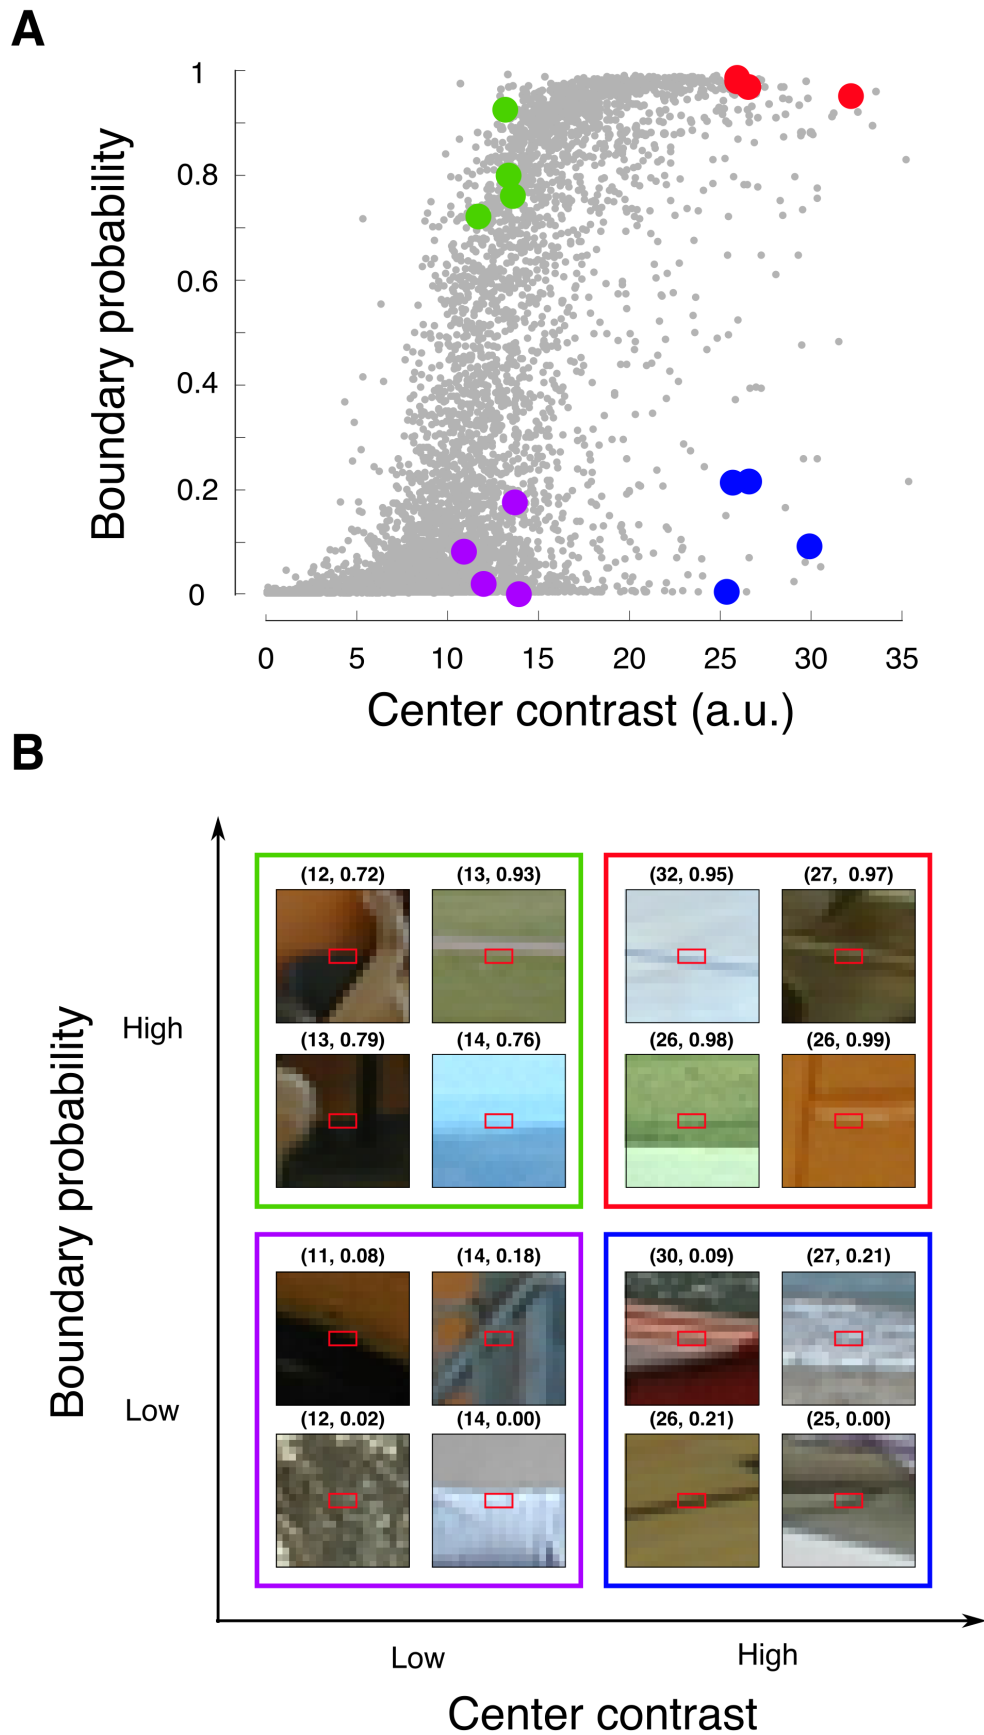 A
Boundary probability
1
0.8
0.6
0.4
0.2
0
0 5 10 15 20 25 30 35
Center contrast (a.u.)
B
Boundary probability
High
Low
(12, 0.72) (13, 0.93) (32, 0.95) (27, 0.97)
(13, 0.79) (14, 0.76) (26, 0.98) (26, 0.99)
(11, 0.08) (14, 0.18) (30, 0.09) (27, 0.21)
(12, 0.02) (14, 0.00) (26, 0.21) (25, 0.00)
Low High
Center contrast